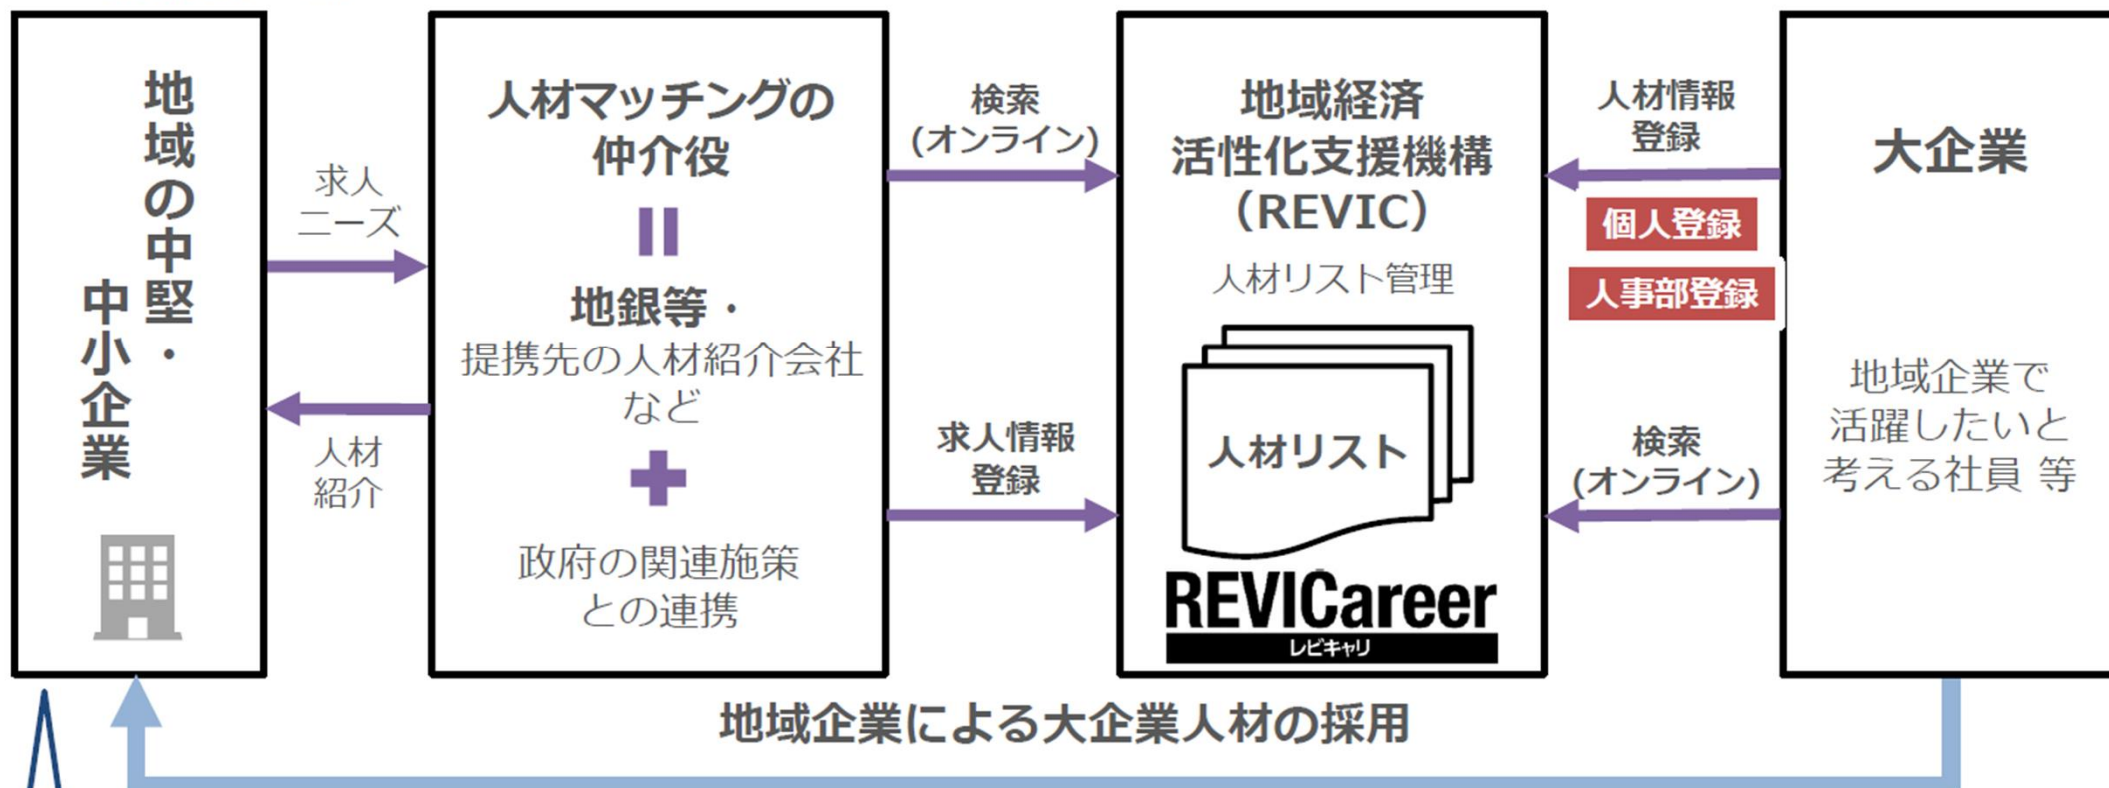 地域の中堅・
中小企業
求人
ニーズ
人材
紹介
人材マッチングの
仲介役
地銀等・
提携先の人材紹介会社
など
政府の関連施策
との連携
検索
(オンライン)
求人情報
登録
地域経済
活性化支援機構
（REVIC）
人材リスト管理
人材リスト
REVICareer
レビキャリ
人材情報
登録
個人登録
人事部登録
検索
(オンライン)
大企業
地域企業で
活躍したいと
考える社員 等
地域企業による大企業人材の採用